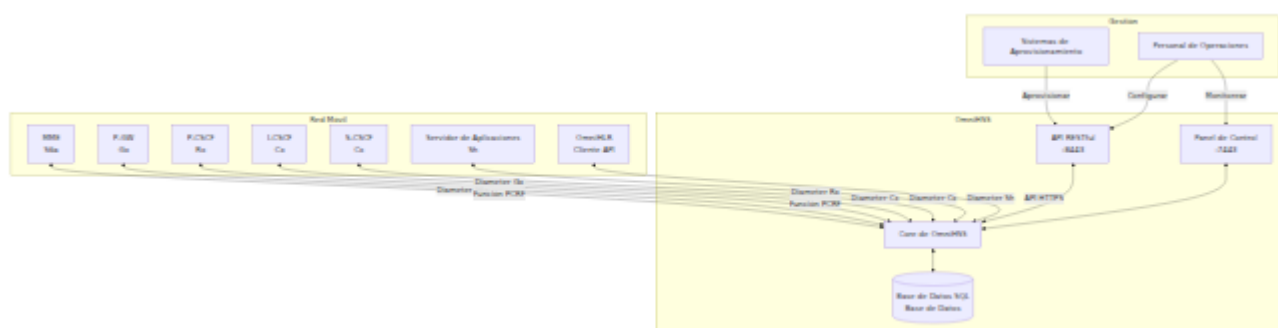 Gestion
Sistemas de
Aprovisionamiento
Personal de Operaciones
Aprovisionar
Configurar
Monitorear
Red Movil
OmniHSS
MME
P-GW
Gx
P-CSCF
Rx
I-CSCF
Cx
S-CSCF
Cx
Servidor de Aplicaciones
Sh
OmniHLR
Cliente API
API RESTful
:8443
Panel de Control
:7443
Diameter
Diameter Gx
Funcion PCRF
Diameter Rx
Funcion PCRF
Diameter Cx
Diameter Cx
Diameter Sh
API HTTPS
Core de OmniHSS
Base de Datos SQL
Base de Datos